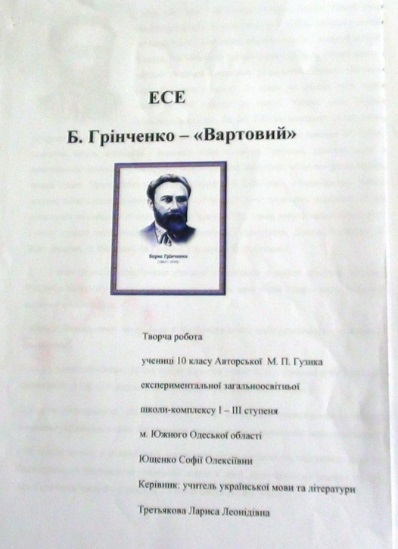 ЕСЕ
Б. Грінченко – «Вартовий»
Борис Грінченко
Творча робота
учениці 10 класу Авторської М. П. Гузика
експериментальної загальноосвітньої
школи-комплексу І – ІІІ ступеня
м. Южного Одеської області
Ющенко Софії Олексіївни
Керівник: учитель української мови та літератури
Третьякова Лариса Леонідівна